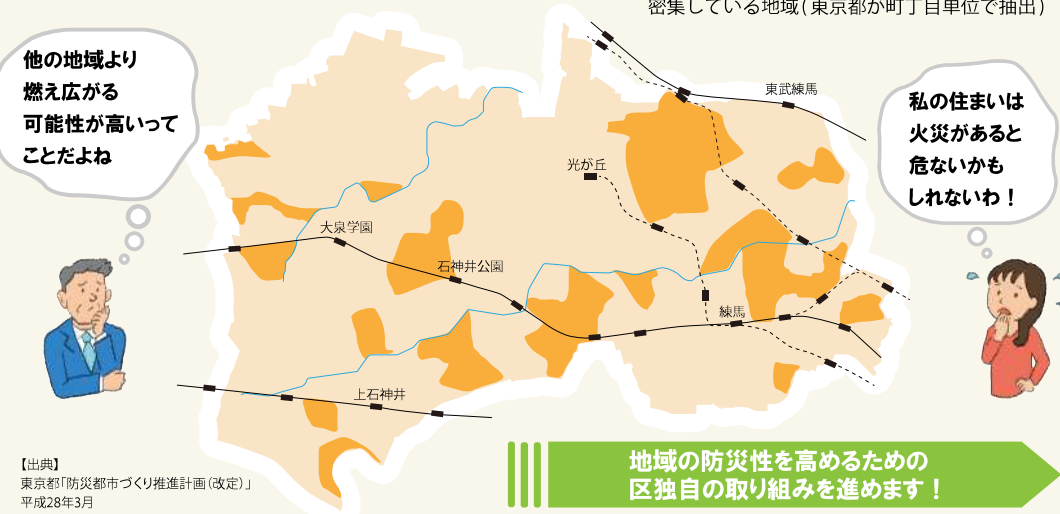 密集している地域(東京都が町丁目単位で抽出)
他の地域より
燃え広がる
可能性が高いって
ことだよね
私の住まいは
火災があると
危ないかも
しれないわ！
東武練馬
光が丘
大泉学園
石神井公園
練馬
上石神井
【出典】
東京都「防災都市づくり推進計画(改定)」
平成28年3月
地域の防災性を高めるための
区独自の取り組みを進めます！